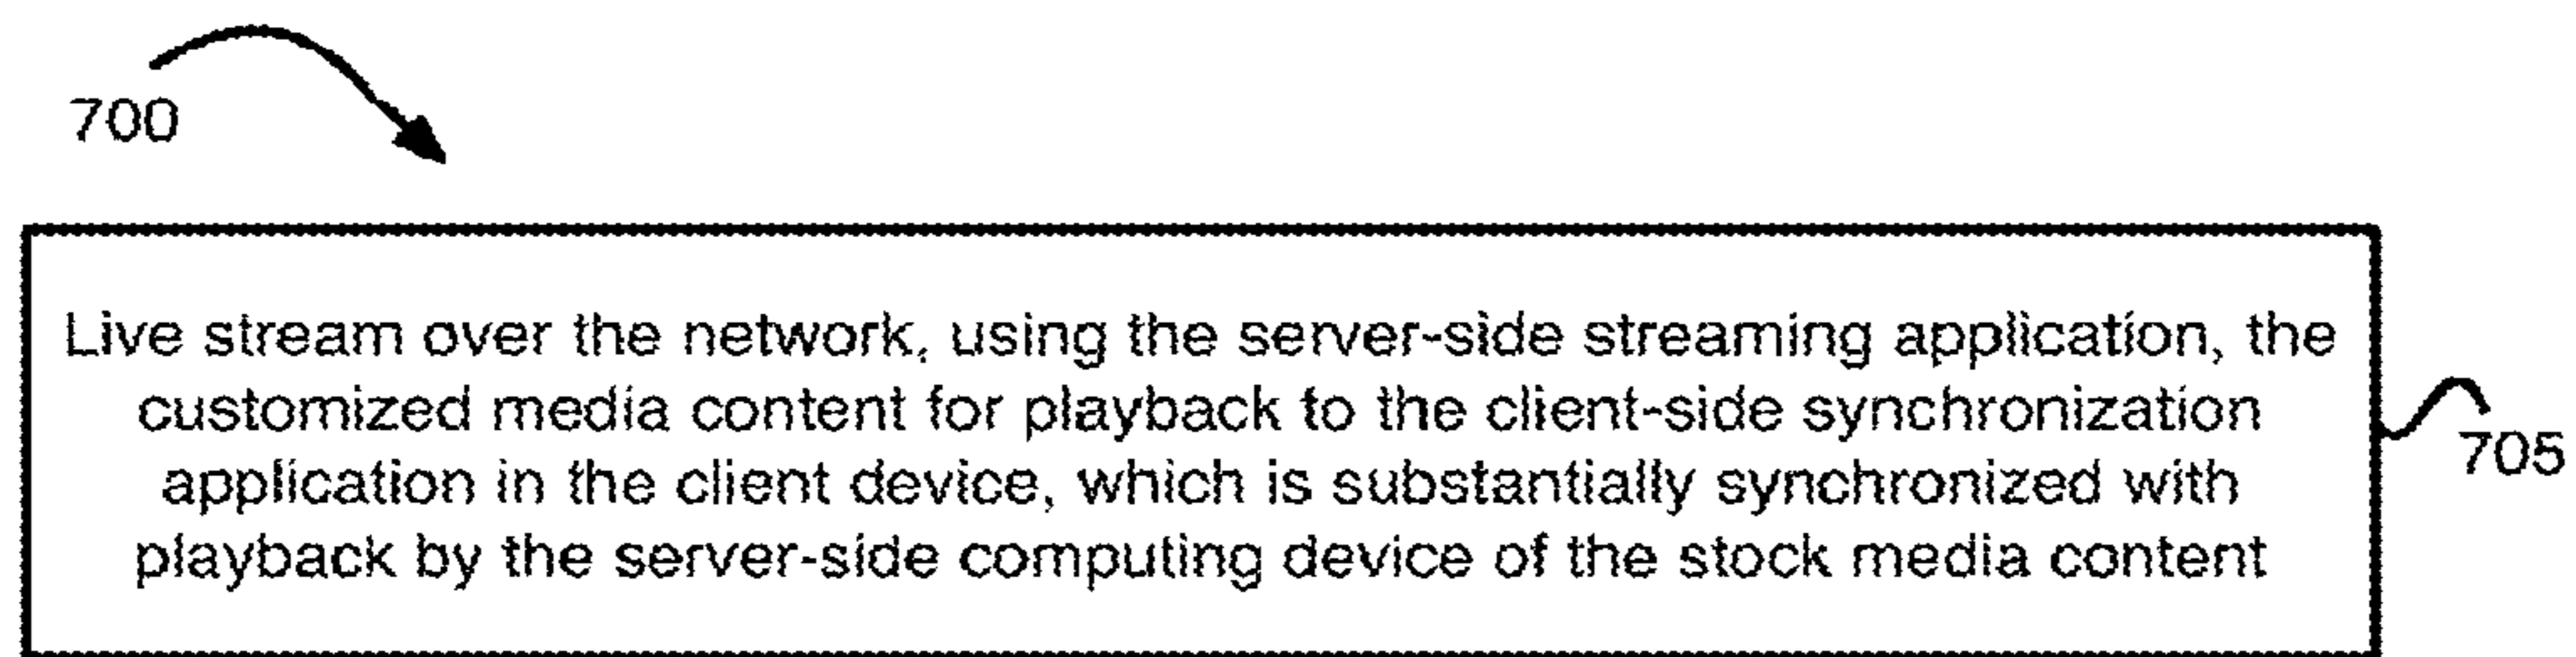 700
Live stream over the network, using the server-side streaming application, the
customized media content for playback to the client-side synchronization
application in the client device, which is substantially synchronized with
playback by the server-side computing device of the stock media content
705